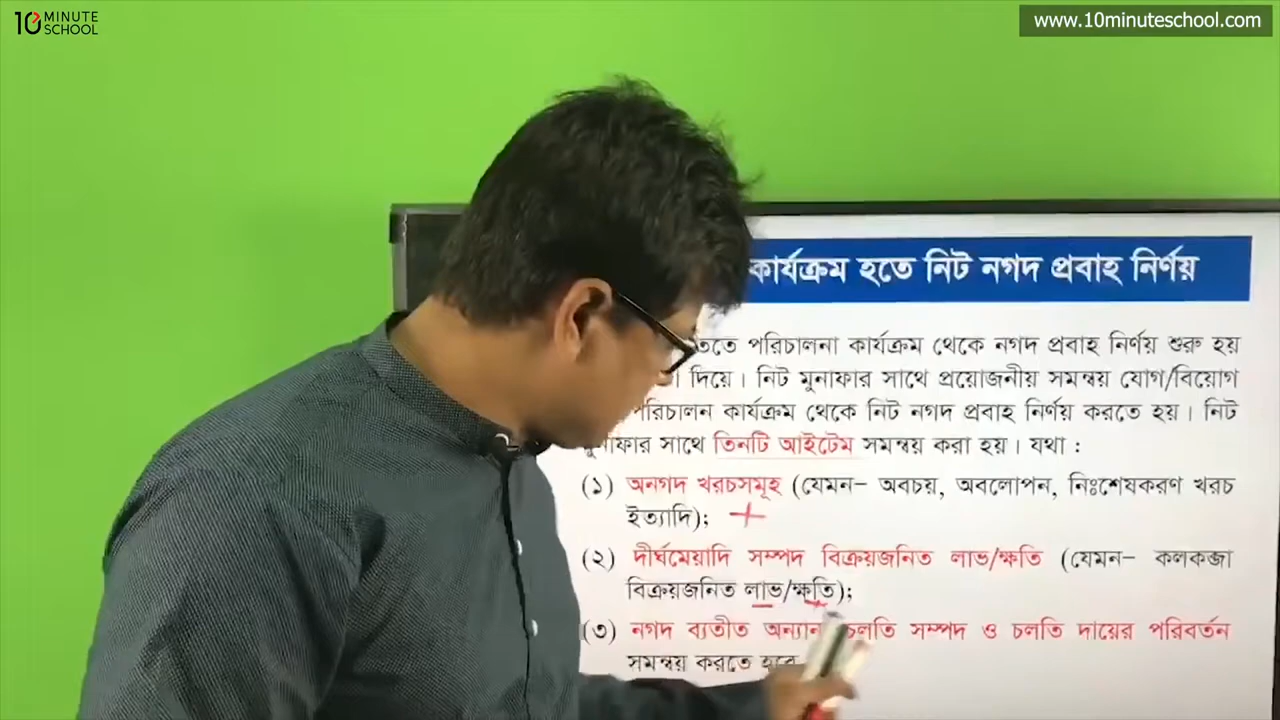 10 MINUTE SCHOOL
www.10minuteschool.com
কার্যক্রম হতে নিট নগদ প্রবাহ নির্ণয়
পরিচালনা কার্যক্রম থেকে নগদ প্রবাহ নির্ণয় শুরু হয়
দিয়ে। নিট মুনাফার সাথে প্রয়োজনীয় সমন্বয় যোগ/বিয়োগ
পরিচালন কার্যক্রম থেকে নিট নগদ প্রবাহ নির্ণয় করতে হয়। নিট
মুনাফার সাথে তিনটি আইটেম সমন্বয় করা হয়। যথা :
(১) অনগদ খরচসমূহ (যেমন- অবচয়, অবলোপন, নিঃশেষকরণ খরচ
ইত্যাদি); +
(২) দীর্ঘমেয়াদি সম্পদ বিক্রয়জনিত লাভ/ক্ষতি (যেমন- কলকব্জা
বিক্রয়জনিত লাভ/ক্ষতি);
(৩) নগদ ব্যতীত অন্যান্য চলতি সম্পদ ও চলতি দায়ের পরিবর্তন
সমন্বয় করতে হবে